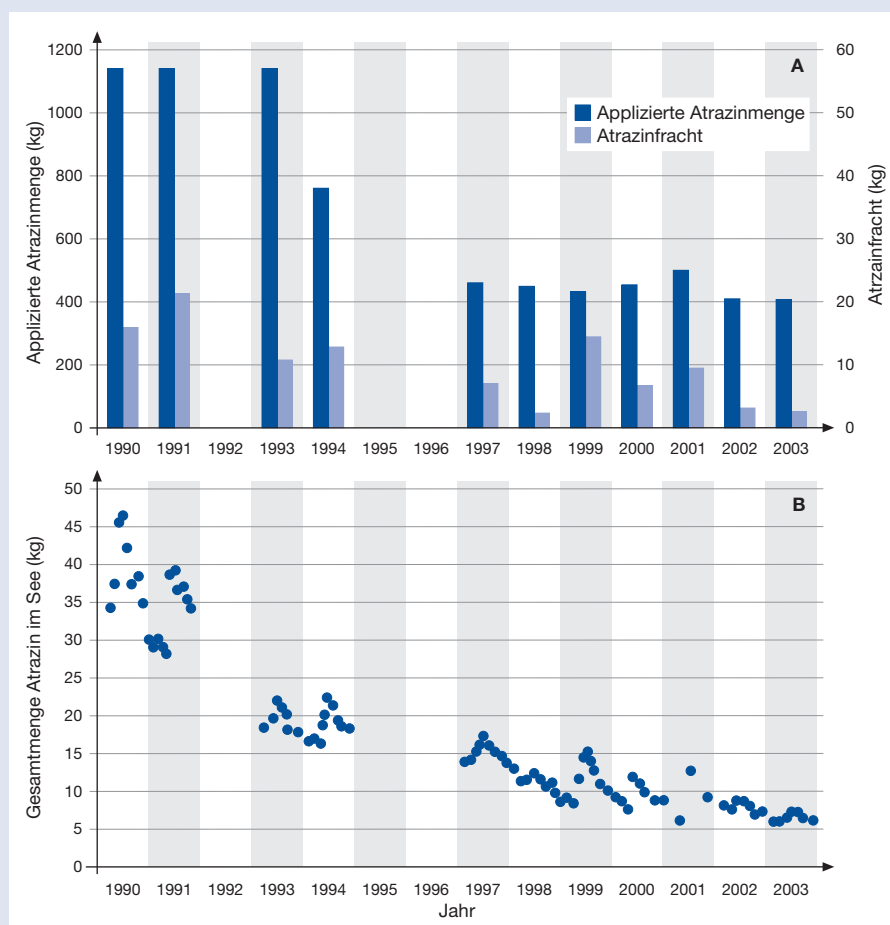 A
Applizierte Atrazinmenge (kg)
1200
1000
800
600
400
200
0
Applizierte Atrazinmenge
Atrazinfracht
60
50
40
30
20
10
0
Atrzainfracht (kg)
1990 1991 1992 1993 1994 1995 1996 1997 1998 1999 2000 2001 2002 2003
B
Gesamtmenge Atrazin im See (kg)
50
45
40
35
30
25
20
15
10
5
0
1990 1991 1992 1993 1994 1995 1996 1997 1998 1999 2000 2001 2002 2003
Jahr